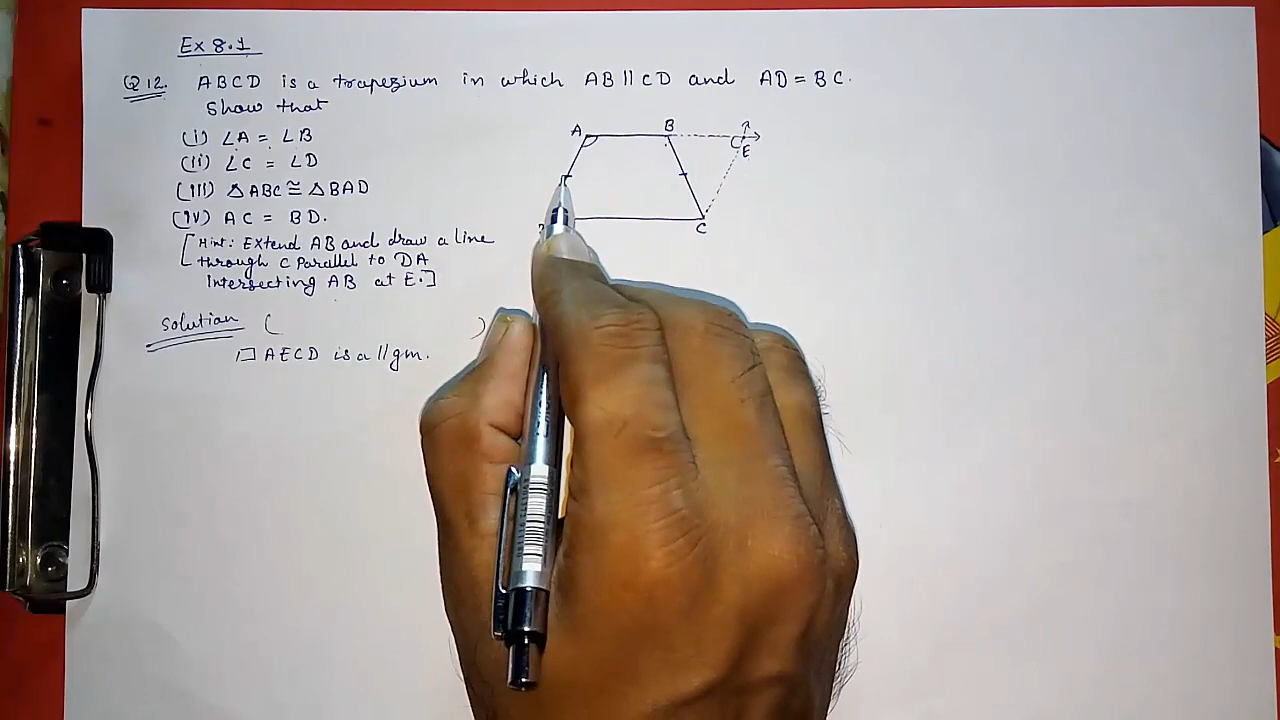 Ex 8.1
Q 12. ABCD is a trapezium in which AB || CD and AD = BC.
Show that
(i) ∠A = ∠B
(ii) ∠C = ∠D
(iii) △ABC ≅ △BAD
(iv) AC = BD.
[Hint: Extend AB and draw a line
through C parallel to DA
intersecting AB at E.]
A B E
C
Solution ( )
□ AECD is a //gm.